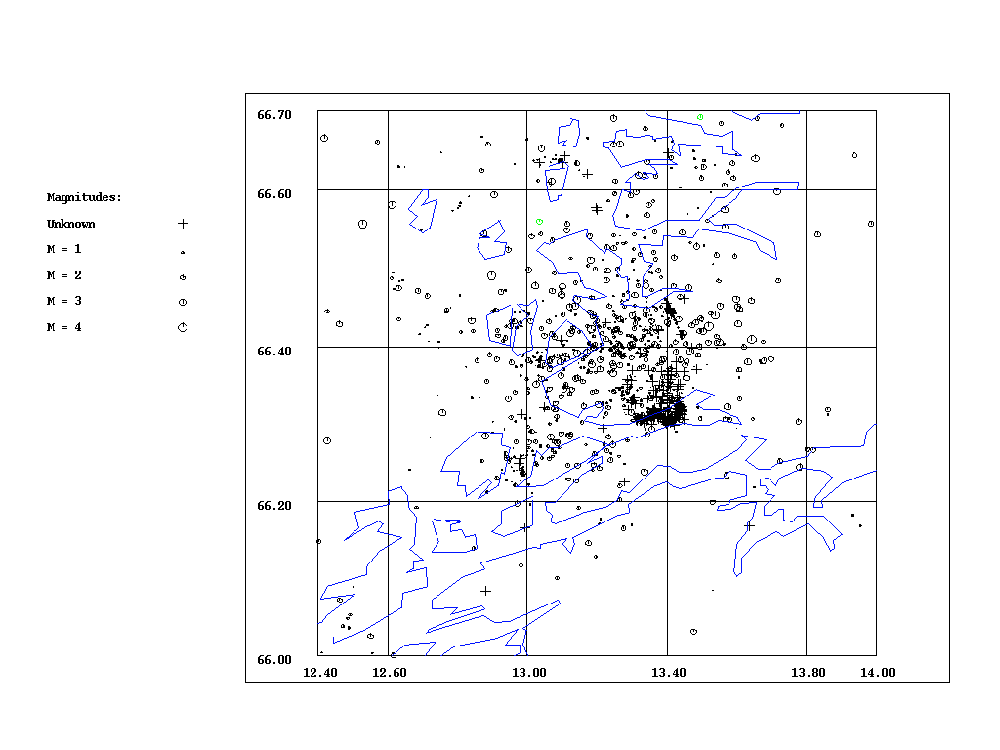 66.70
66.60
Magnitudes:
Unknown
M = 1
M = 2
M = 3
M = 4
66.40
66.20
66.00
12.40 12.60 13.00 13.40 13.80 14.00